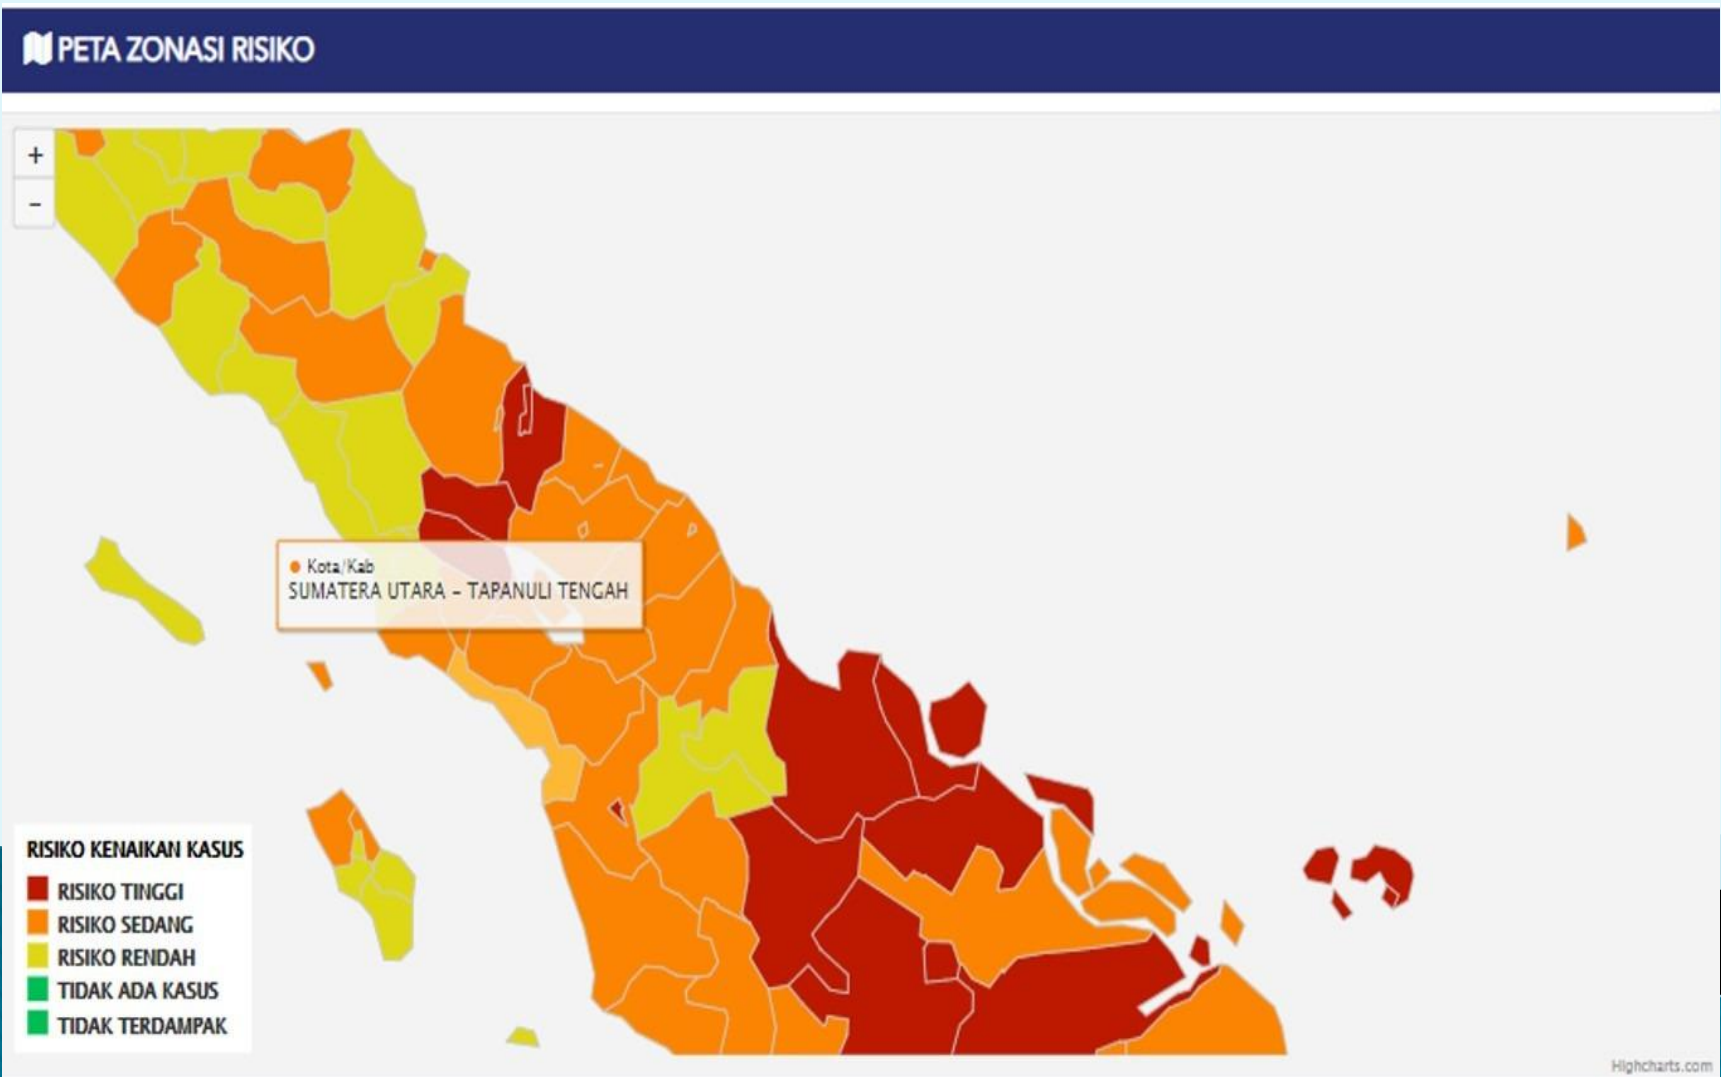 PETA ZONASI RISIKO
+
-
Kota/Kab
SUMATERA UTARA - TAPANULI TENGAH
RISIKO KENAIKAN KASUS
RISIKO TINGGI
RISIKO SEDANG
RISIKO RENDAH
TIDAK ADA KASUS
TIDAK TERDAMPAK
Highcharts.com